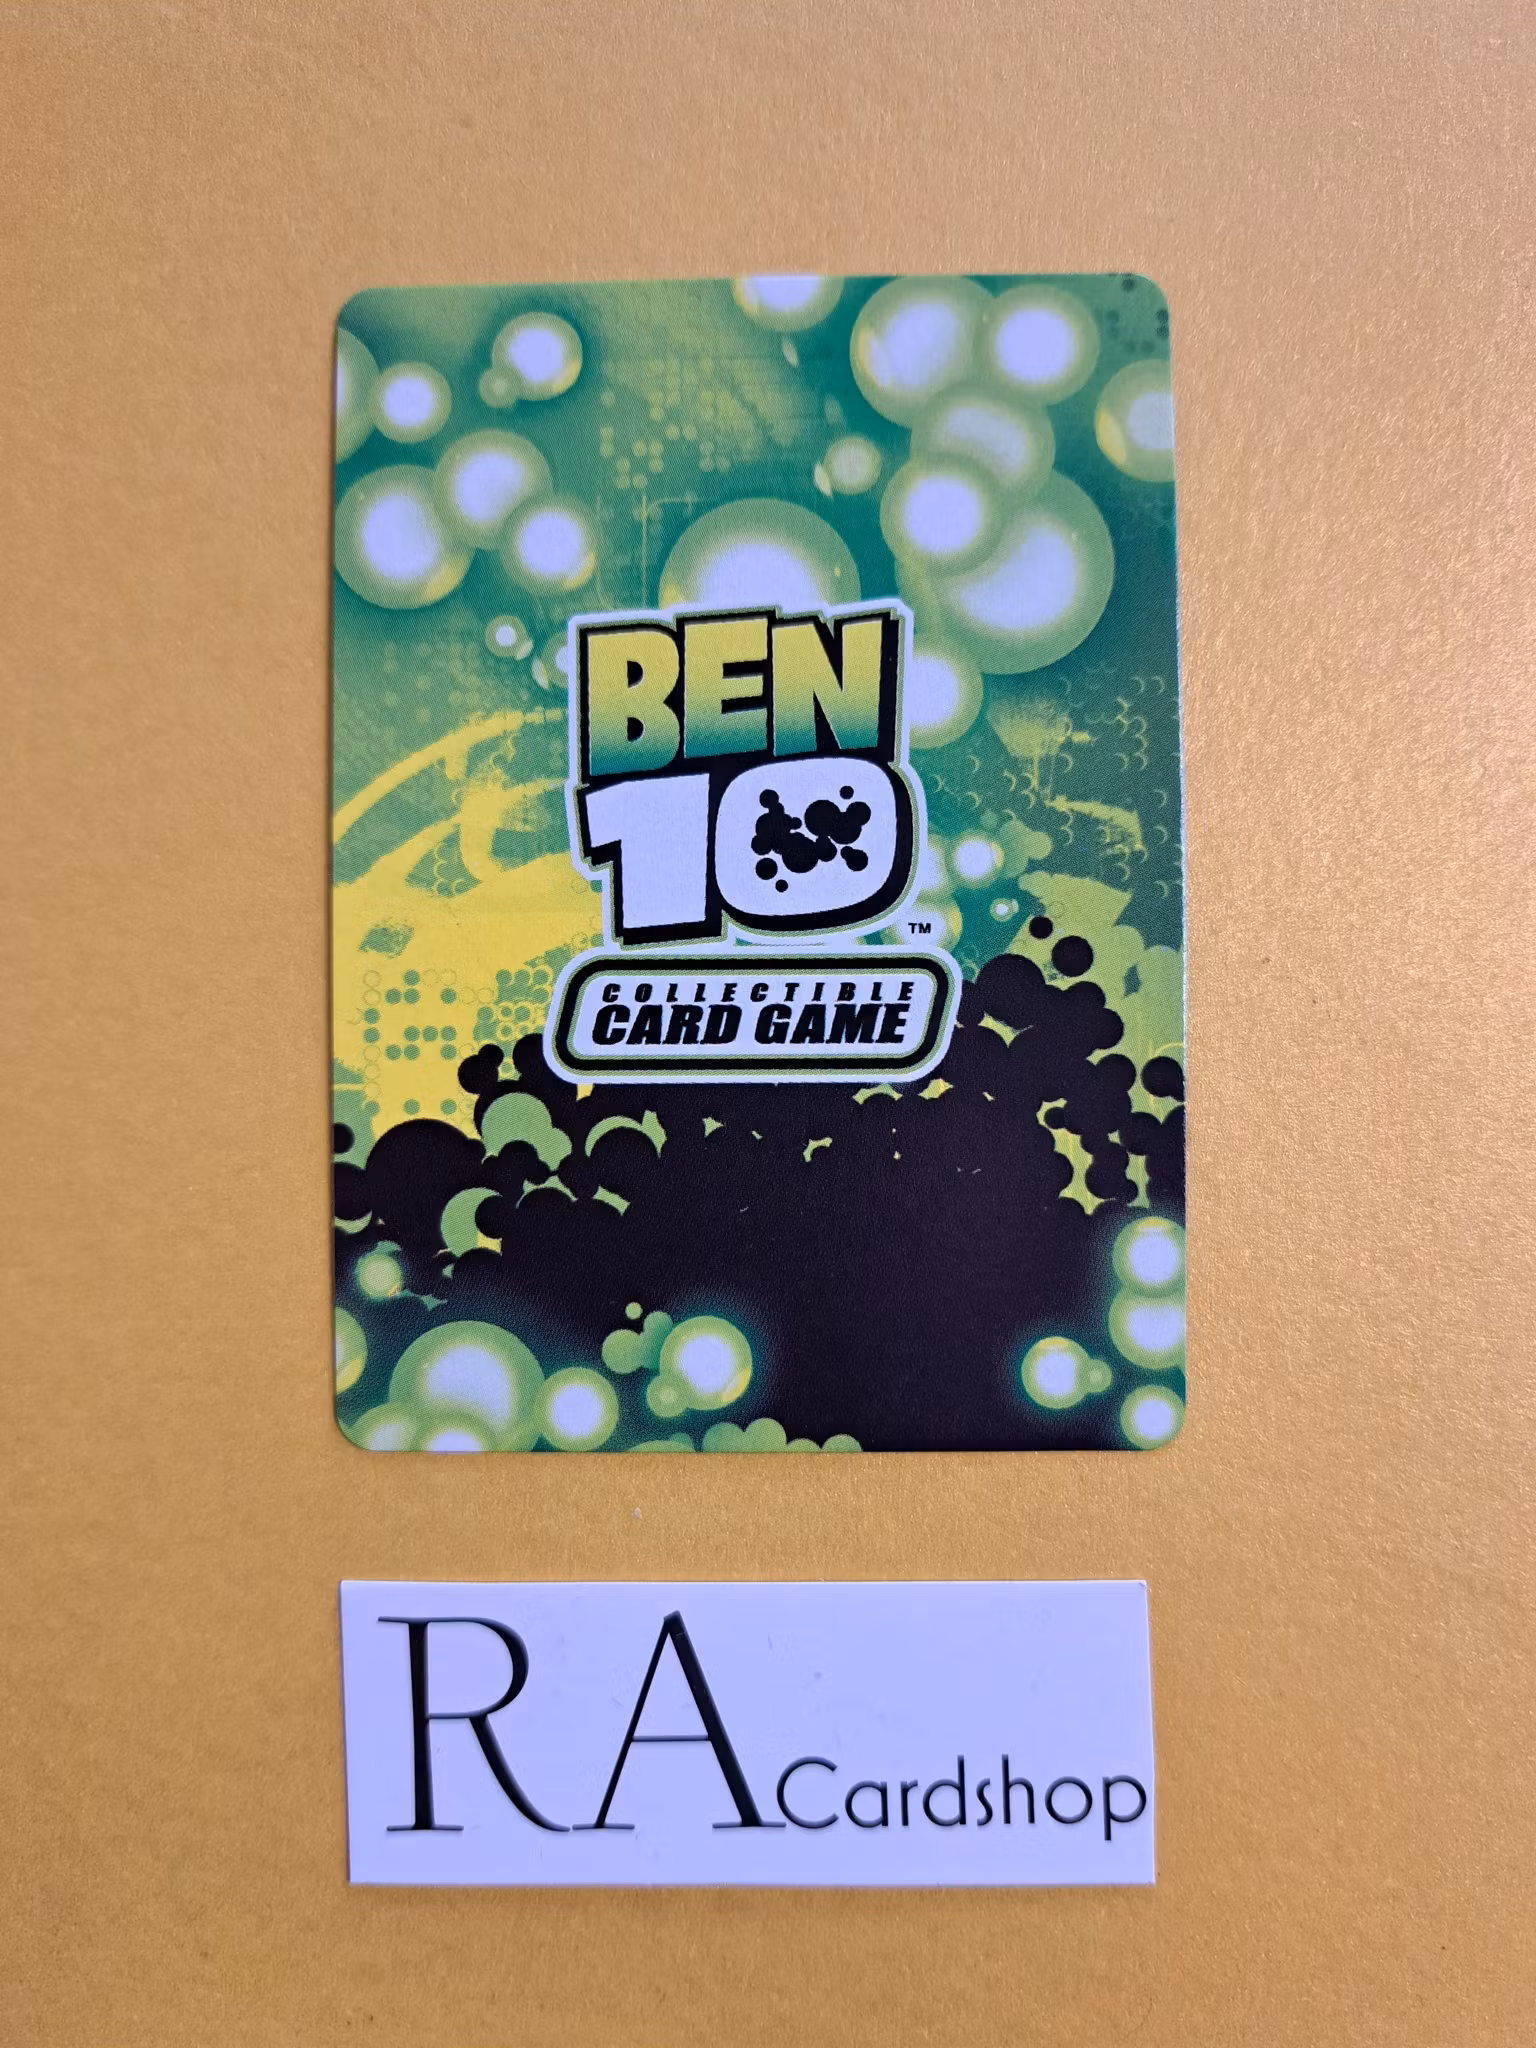 BEN
10
TM
COLLECTIBLE
CARD GAME
RA Cardshop